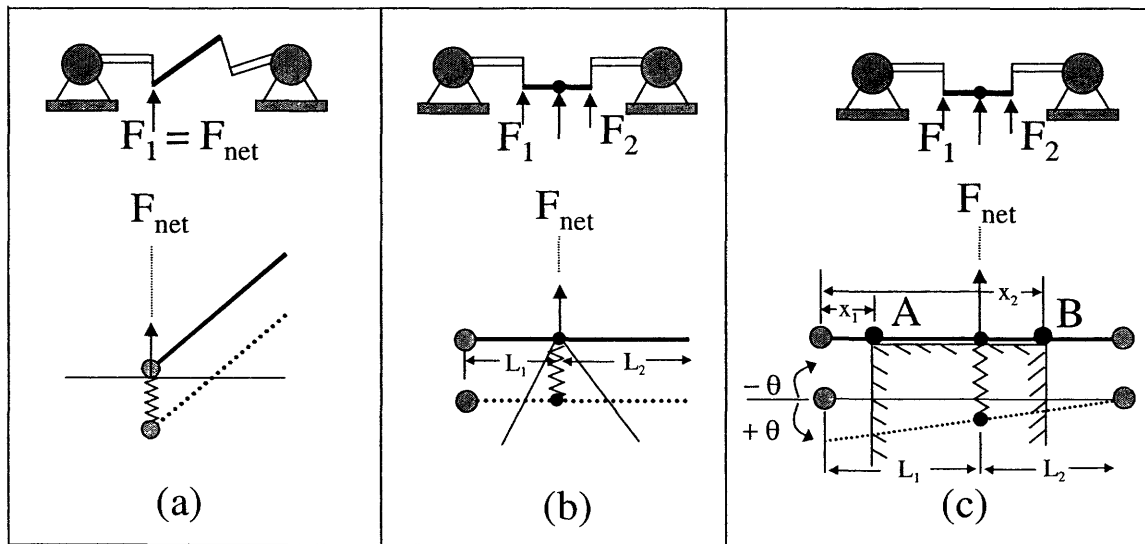 F1 = Fnet
Fnet
(a)
F1 F2
Fnet
L1 L2
(b)
F1 F2
Fnet
x2
x1 A B
− θ
+ θ
L1 L2
(c)